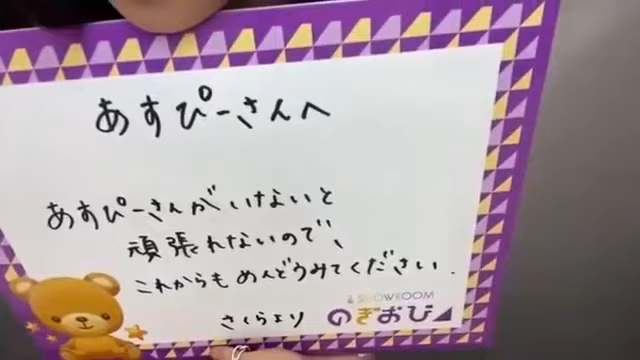 あすぴーさんへ
あすぴーさんがいないと
頑張れないので、
これからもめんどうみてください.
さくらより
& SHOWROOM
のぎおび